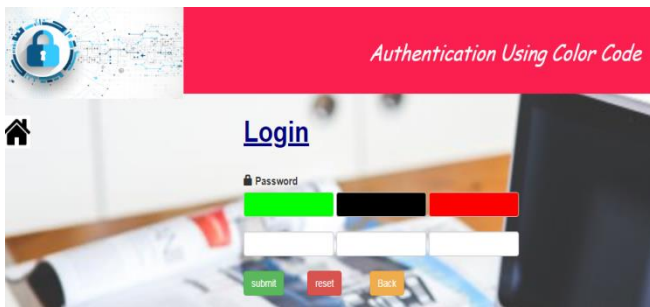 Authentication Using Color Code
Login
Password
submit reset Back